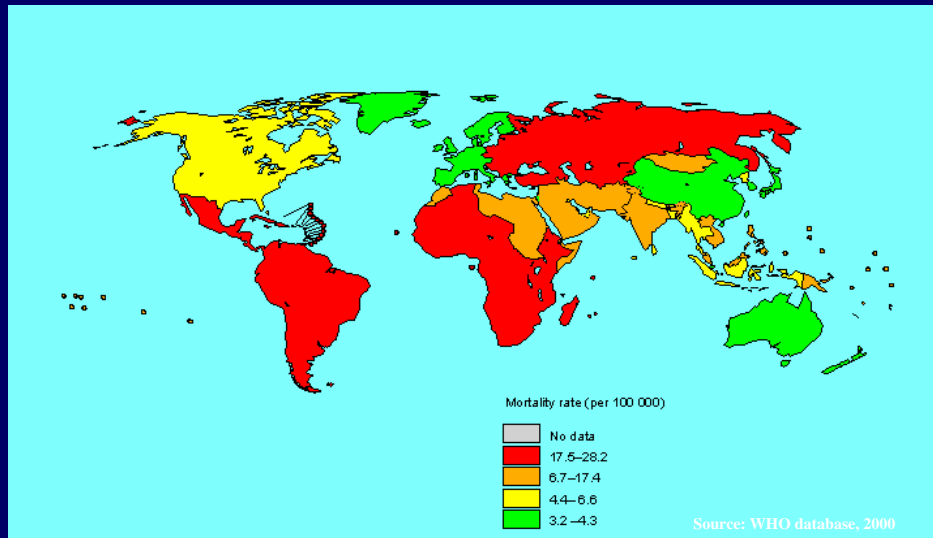 Mortality rate (per 100 000)
No data
17.5–28.2
6.7–17.4
4.4–6.6
3.2 –4.3
Source: WHO database, 2000